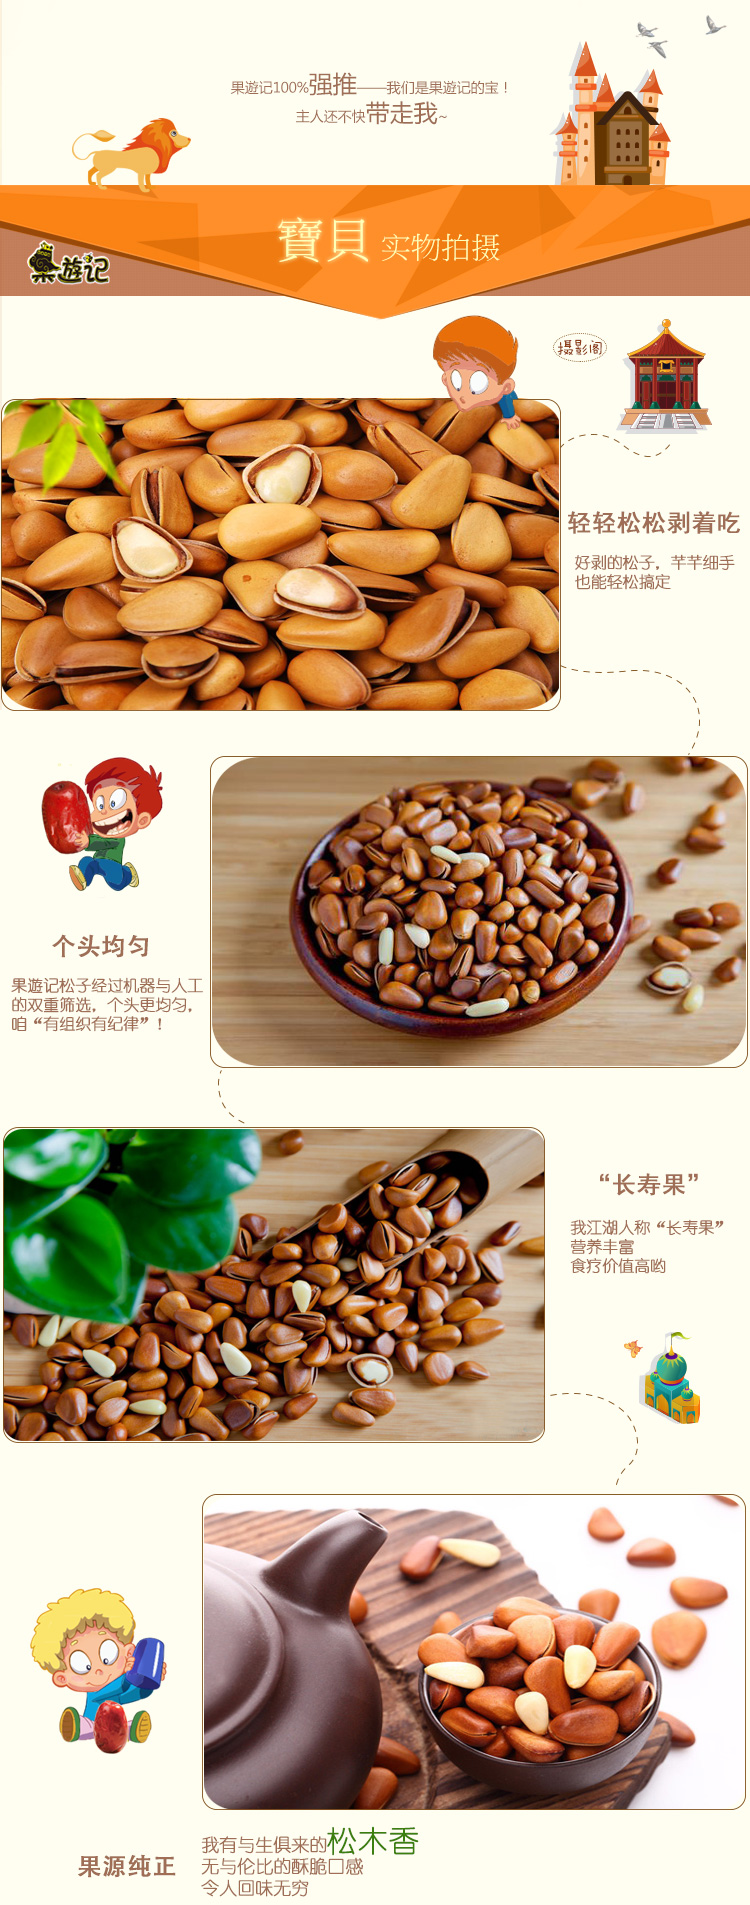 果遊记100%强推——我们是果遊记的宝！
主人还不快带走我~
寶貝 实物拍摄
果遊记
摄影阁
轻轻松松剥着吃
好剥的松子，芊芊细手
也能轻松搞定
个头均匀
果遊记松子经过机器与人工
的双重筛选，个头更均匀，
咱“有组织有纪律”！
“长寿果”
我江湖人称“长寿果”
营养丰富
食疗价值高哟
果源纯正
我有与生俱来的松木香
无与伦比的酥脆口感
令人回味无穷